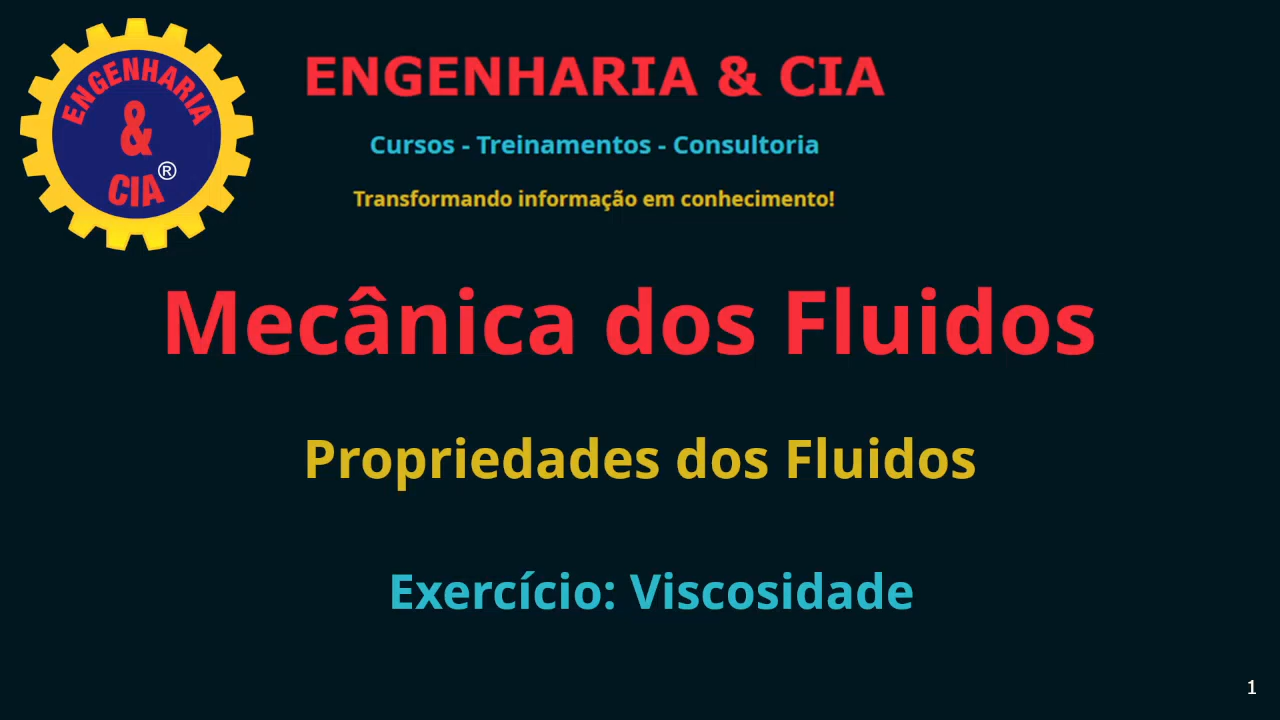 ENGENHARIA
&
CIA
®
ENGENHARIA & CIA
Cursos - Treinamentos - Consultoria
Transformando informação em conhecimento!
Mecânica dos Fluidos
Propriedades dos Fluidos
Exercício: Viscosidade
1